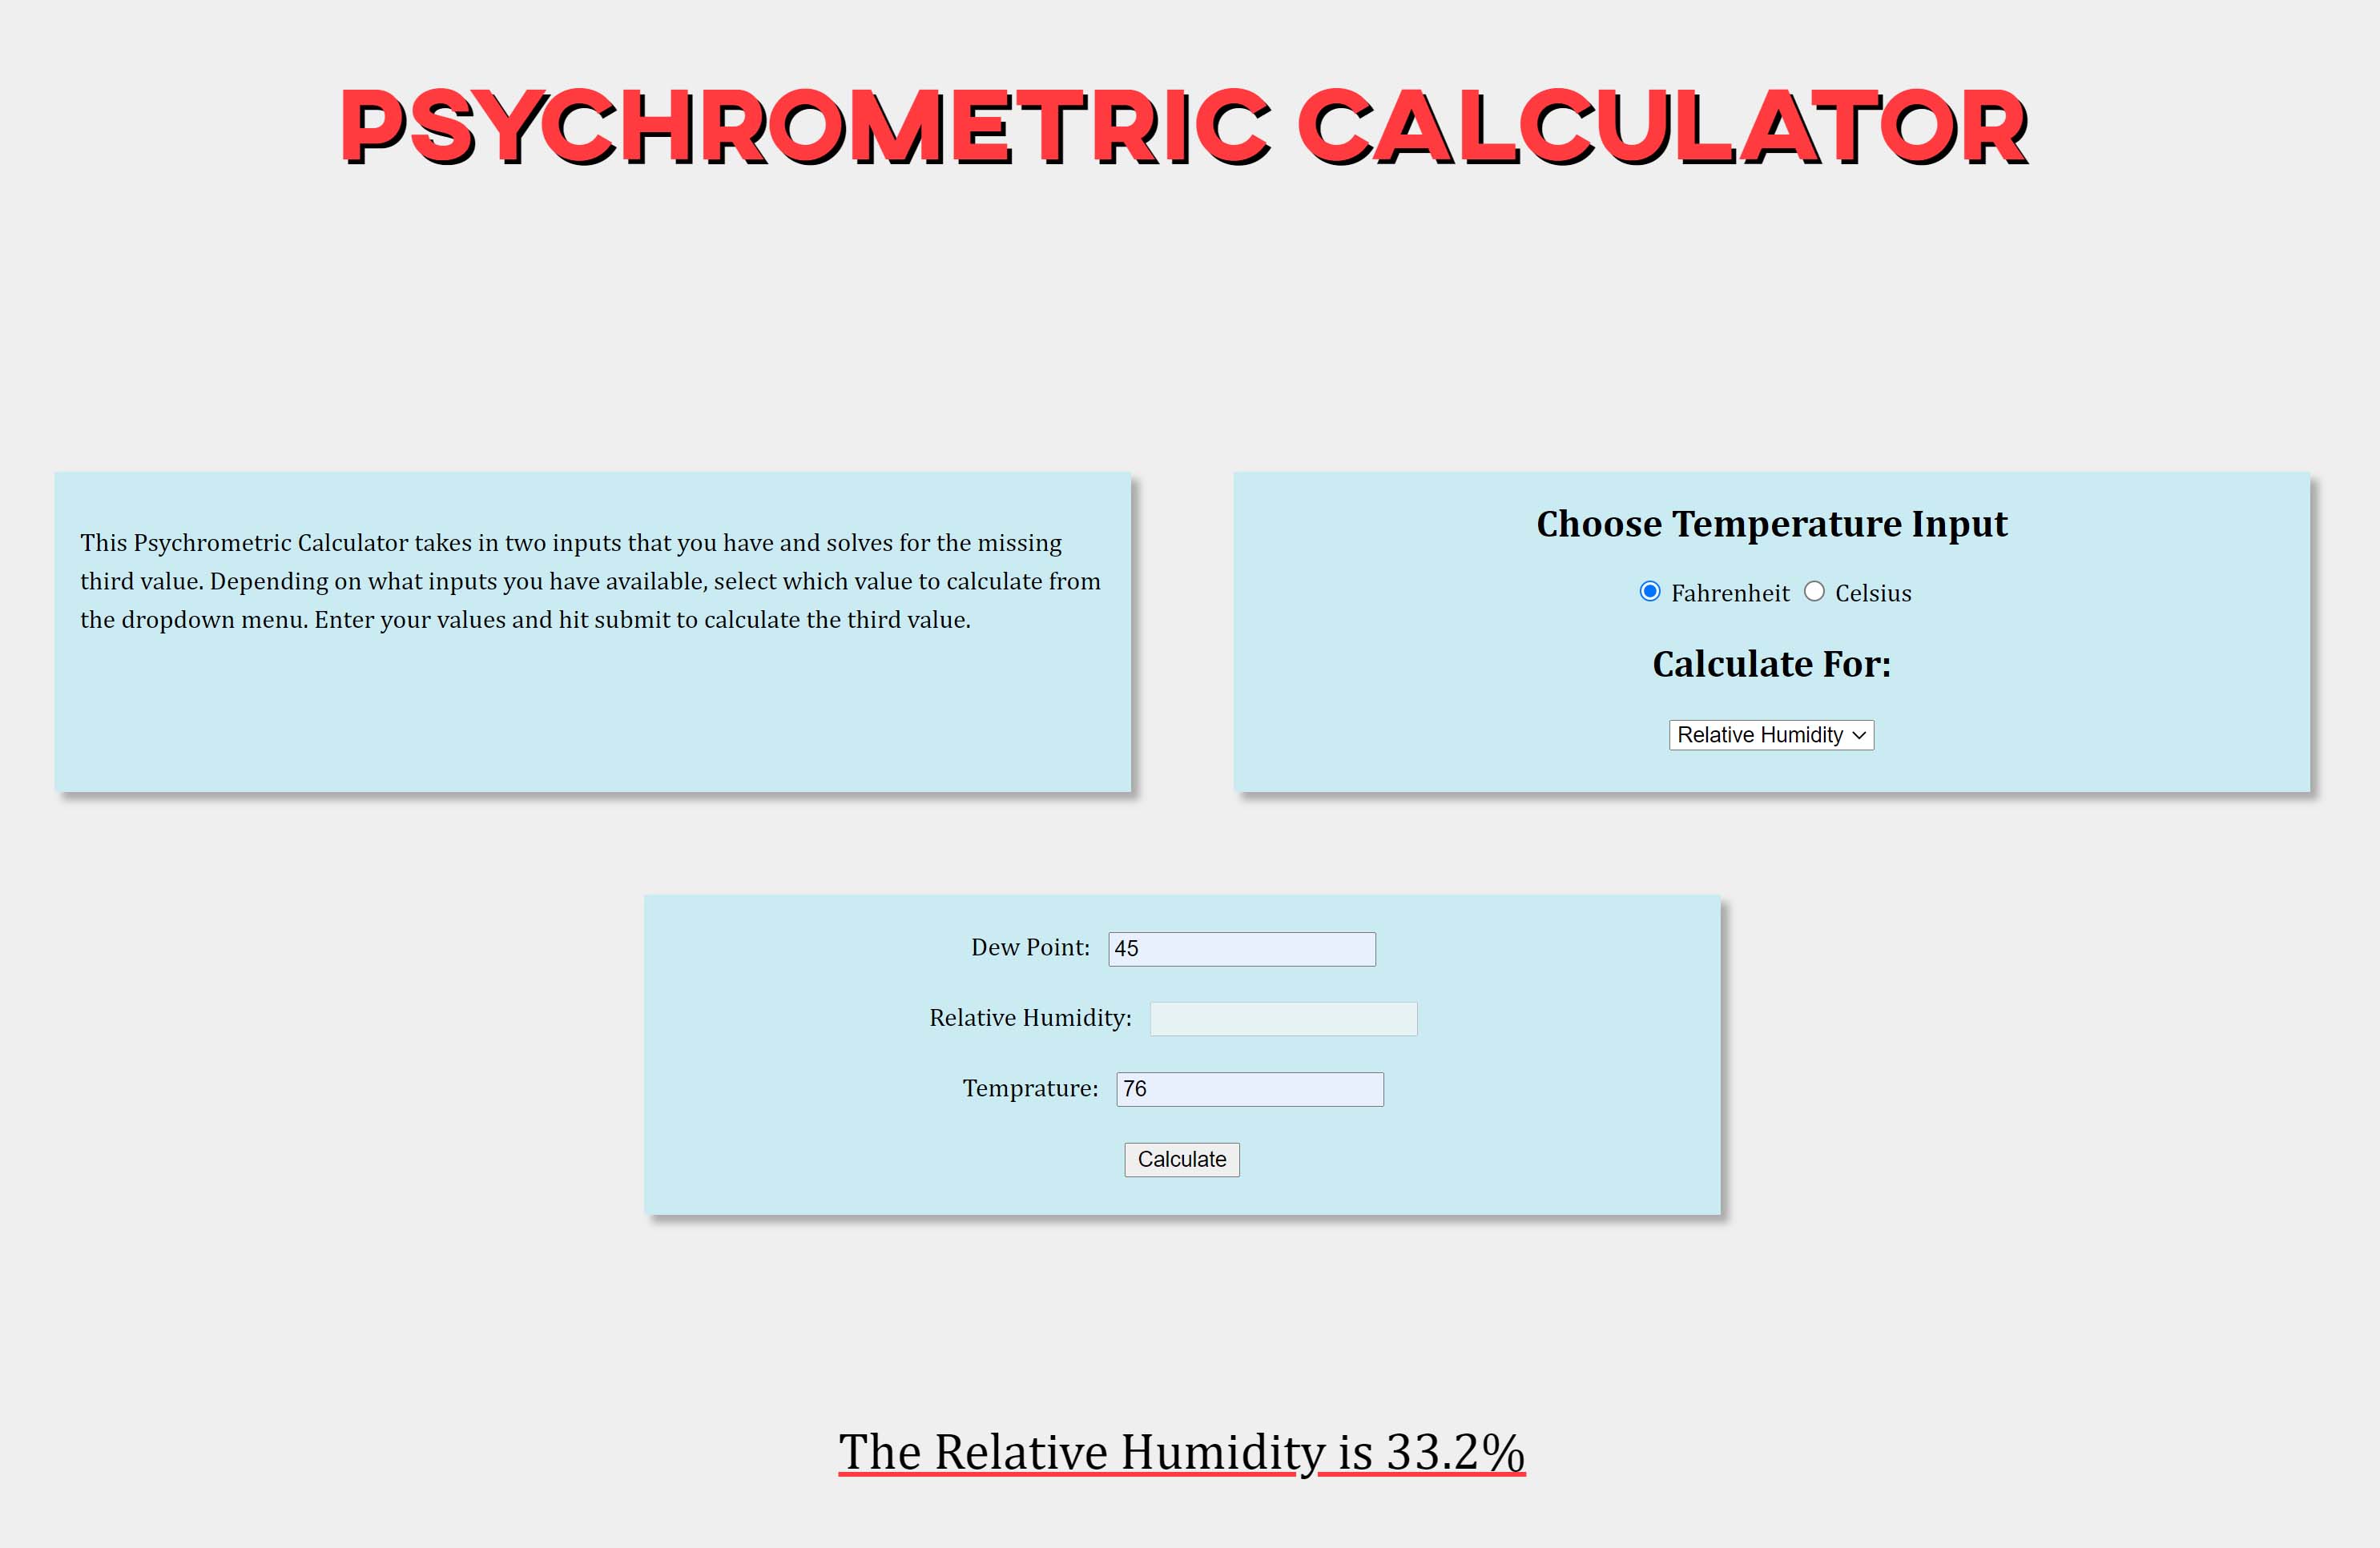 PSYCHROMETRIC CALCULATOR
This Psychrometric Calculator takes in two inputs that you have and solves for the missing
third value. Depending on what inputs you have available, select which value to calculate from
the dropdown menu. Enter your values and hit submit to calculate the third value.
Choose Temperature Input
Fahrenheit Celsius
Calculate For:
Relative Humidity
Dew Point: 45
Relative Humidity:
Temprature: 76
Calculate
The Relative Humidity is 33.2%